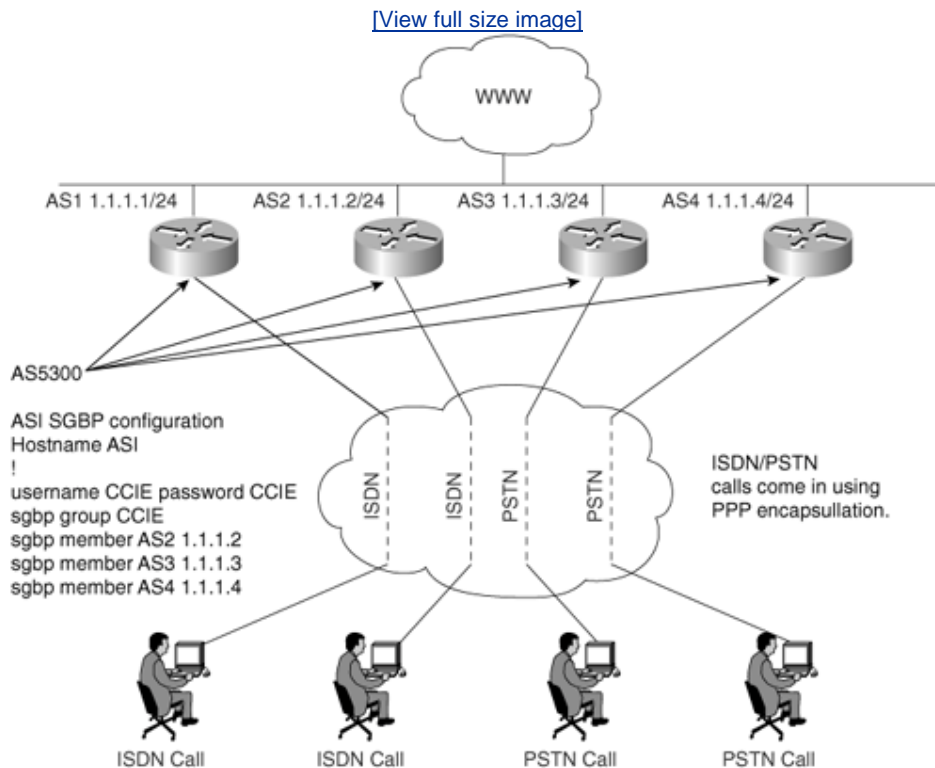 [View full size image]
WWW
AS1 1.1.1.1/24
AS2 1.1.1.2/24
AS3 1.1.1.3/24
AS4 1.1.1.4/24
AS5300
ASI SGBP configuration
Hostname ASI
!
username CCIE password CCIE
sgbp group CCIE
sgbp member AS2 1.1.1.2
sgbp member AS3 1.1.1.3
sgbp member AS4 1.1.1.4
ISDN
ISDN
PSTN
PSTN
ISDN/PSTN
calls come in using
PPP encapsullation.
ISDN Call
ISDN Call
PSTN Call
PSTN Call